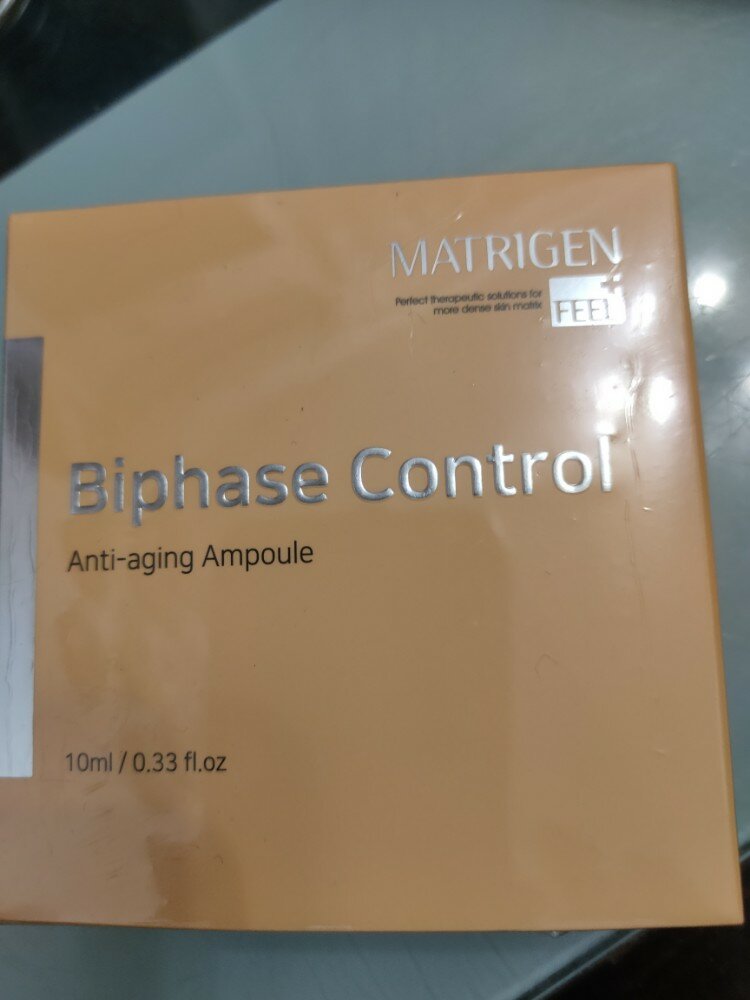 MATRIGEN
Perfect therapeutic solutions for
more dense skin matrix
FEEL+
Biphase Control
Anti-aging Ampoule
10ml / 0.33 fl.oz